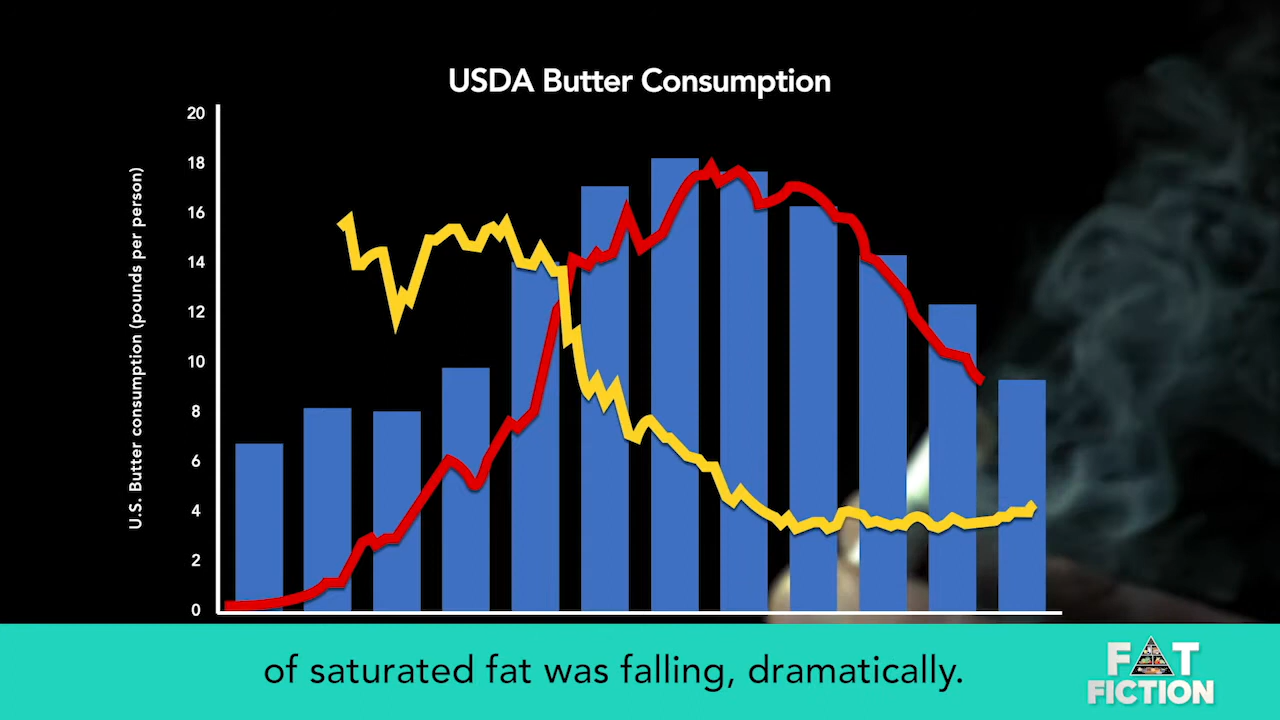 USDA Butter Consumption
20
18
16
14
12
10
8
6
4
2
0
U.S. Butter consumption (pounds per person)
of saturated fat was falling, dramatically.
FAT
FICTION